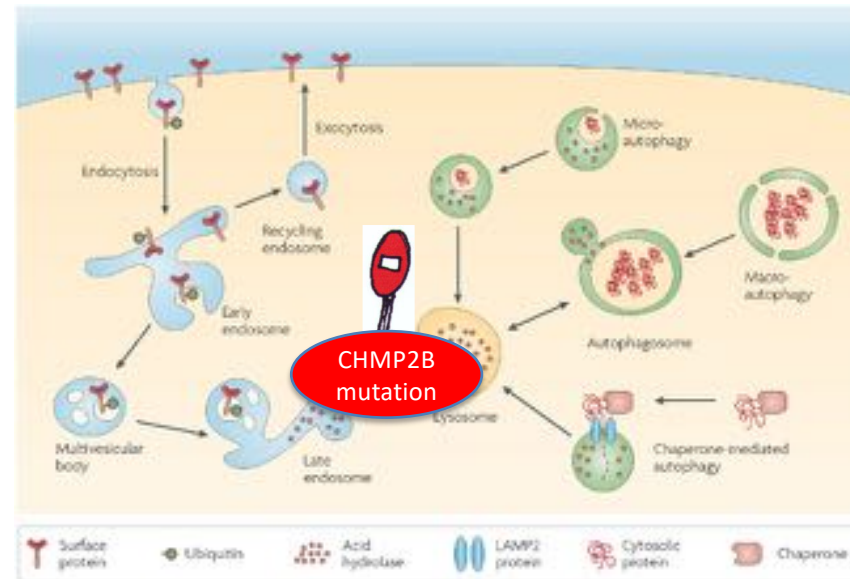 Exocytosis
Endocytosis
Micro-
autophagy
Recycling
endosome
Macro-
autophagy
Early
endosome
Autophagosome
CHMP2B
mutation
Lysosome
Multivesicular
body
Late
endosome
Chaperone-mediated
autophagy
Surface
protein
Ubiquitin
Acid
hydrolase
LAMP2
protein
Cytosolic
protein
Chaperone